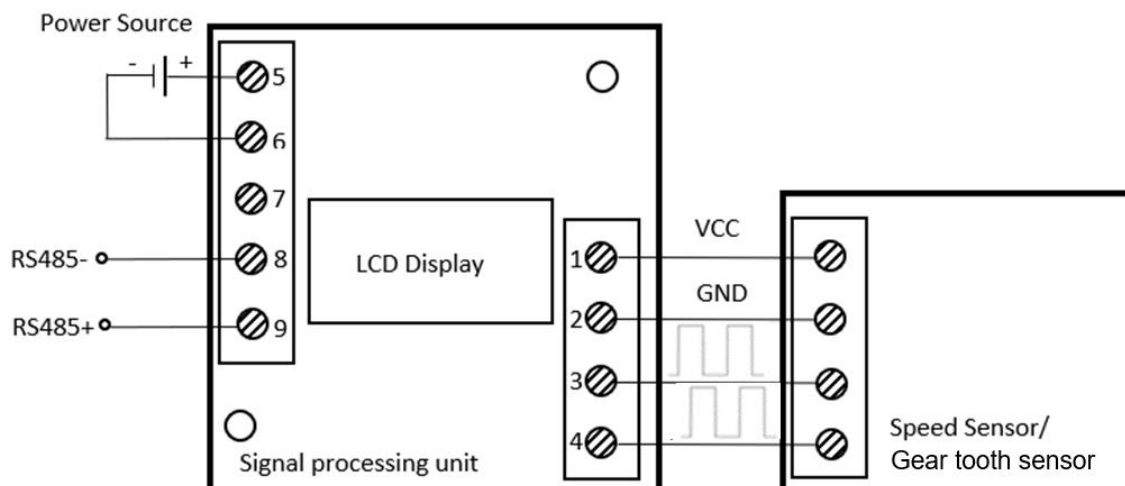 Power Source
- +
5
6
7
8
9
RS485-
RS485+
LCD Display
1
2
3
4
VCC
GND
Signal processing unit
Speed Sensor/
Gear tooth sensor